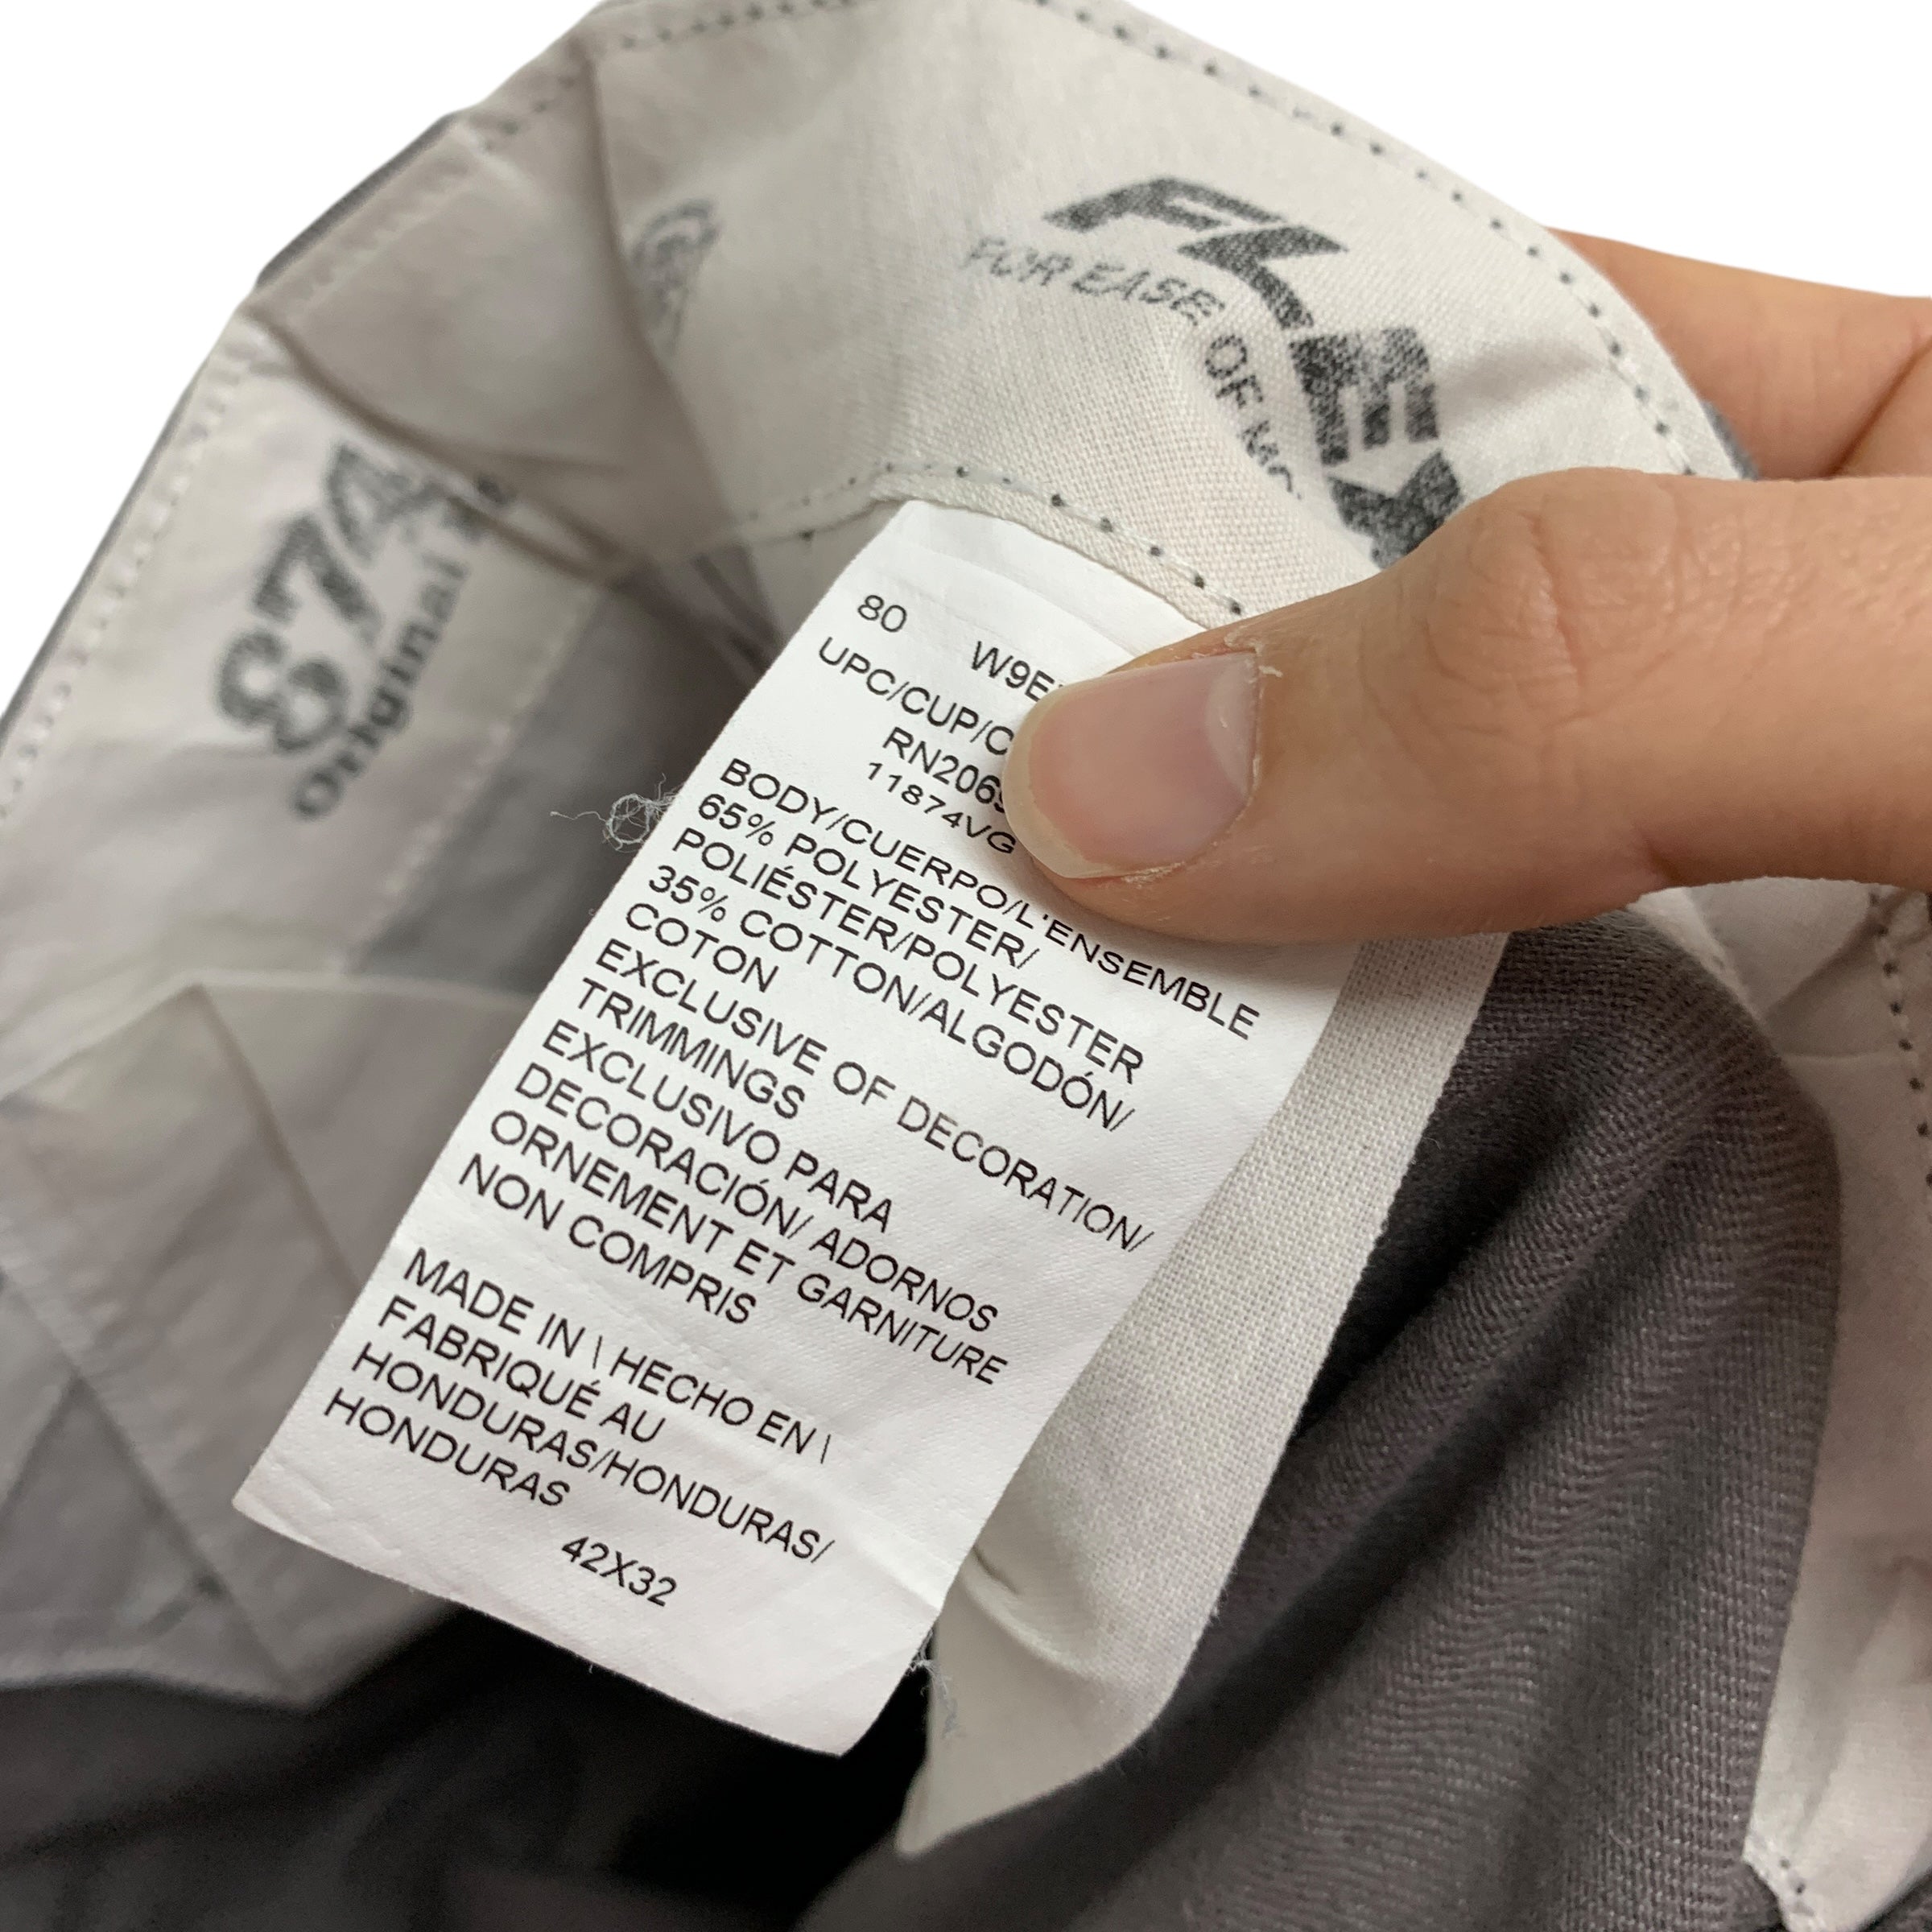 FLEX
FOR EASE OF
874
Original
80 W9E
UPC/CUP/C
RN206
11874VG
BODY/CUERPO/L'ENSEMBLE
65% POLYESTER/
POLIÉSTER/POLYESTER
35% COTTON/ALGODÓN/
COTON
EXCLUSIVE OF DECORATION/
TRIMMINGS
EXCLUSIVO PARA
DECORACIÓN/ ADORNOS
ORNEMENT ET GARNITURE
NON COMPRIS
MADE IN \ HECHO EN \
FABRIQUÉ AU
HONDURAS/HONDURAS/
HONDURAS
42X32